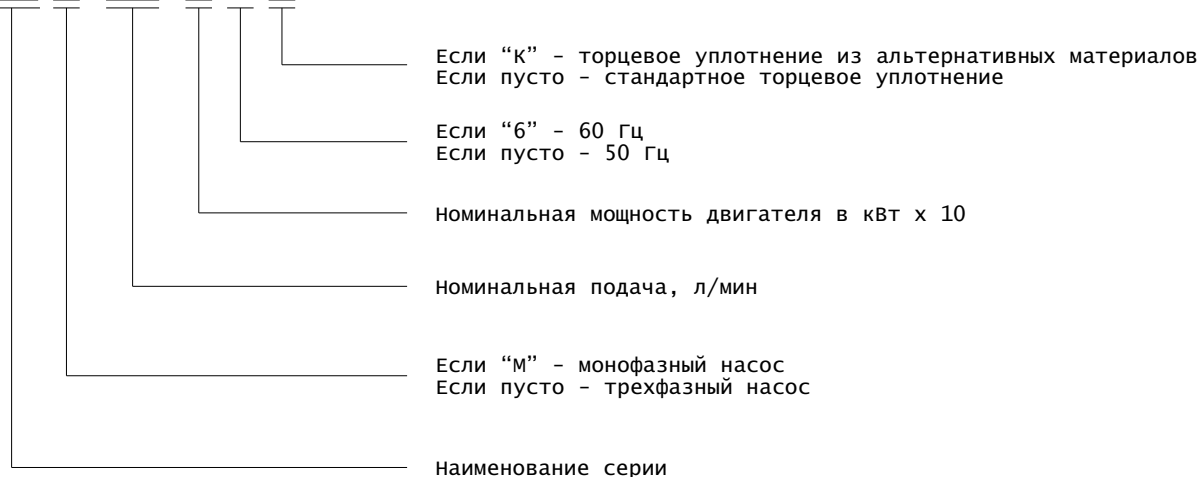 Если “К” - торцевое уплотнение из альтернативных материалов
Если пусто - стандартное торцевое уплотнение
Если “6” - 60 Гц
Если пусто - 50 Гц
Номинальная мощность двигателя в кВт х 10
Номинальная подача, л/мин
Если “М” - монофазный насос
Если пусто - трехфазный насос
Наименование серии